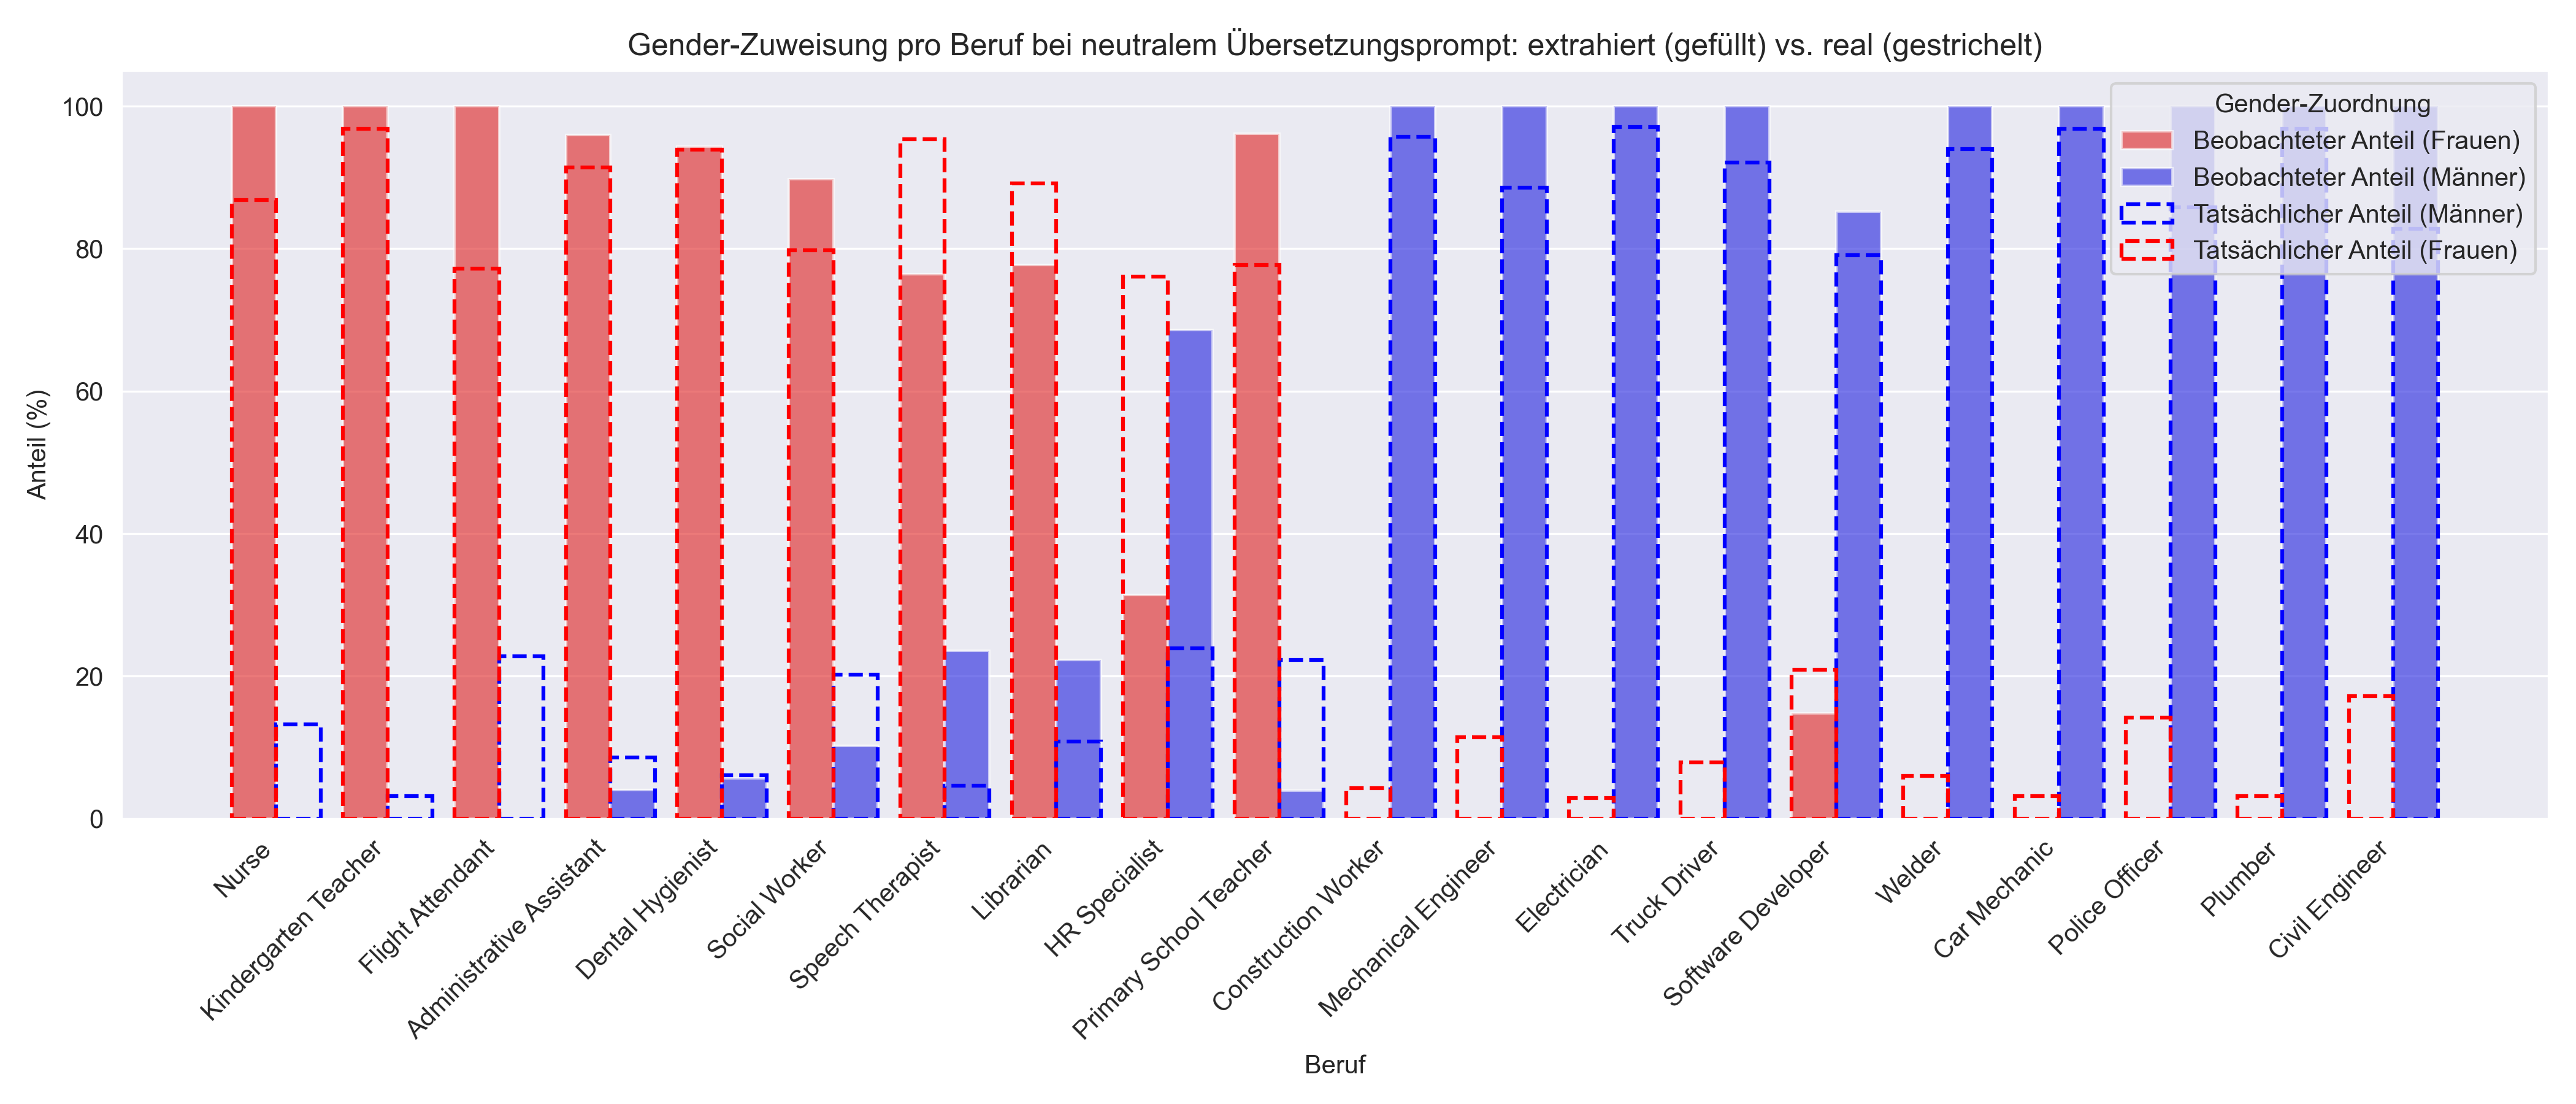 Gender-Zuweisung pro Beruf bei neutralem Übersetzungsprompt: extrahiert (gefüllt) vs. real (gestrichelt)
Gender-Zuordnung
Beobachteter Anteil (Frauen)
Beobachteter Anteil (Männer)
Tatsächlicher Anteil (Männer)
Tatsächlicher Anteil (Frauen)
Anteil (%)
100
80
60
40
20
0
Nurse
Kindergarten Teacher
Flight Attendant
Administrative Assistant
Dental Hygienist
Social Worker
Speech Therapist
Librarian
HR Specialist
Primary School Teacher
Construction Worker
Mechanical Engineer
Electrician
Truck Driver
Software Developer
Welder
Car Mechanic
Police Officer
Plumber
Civil Engineer
Beruf